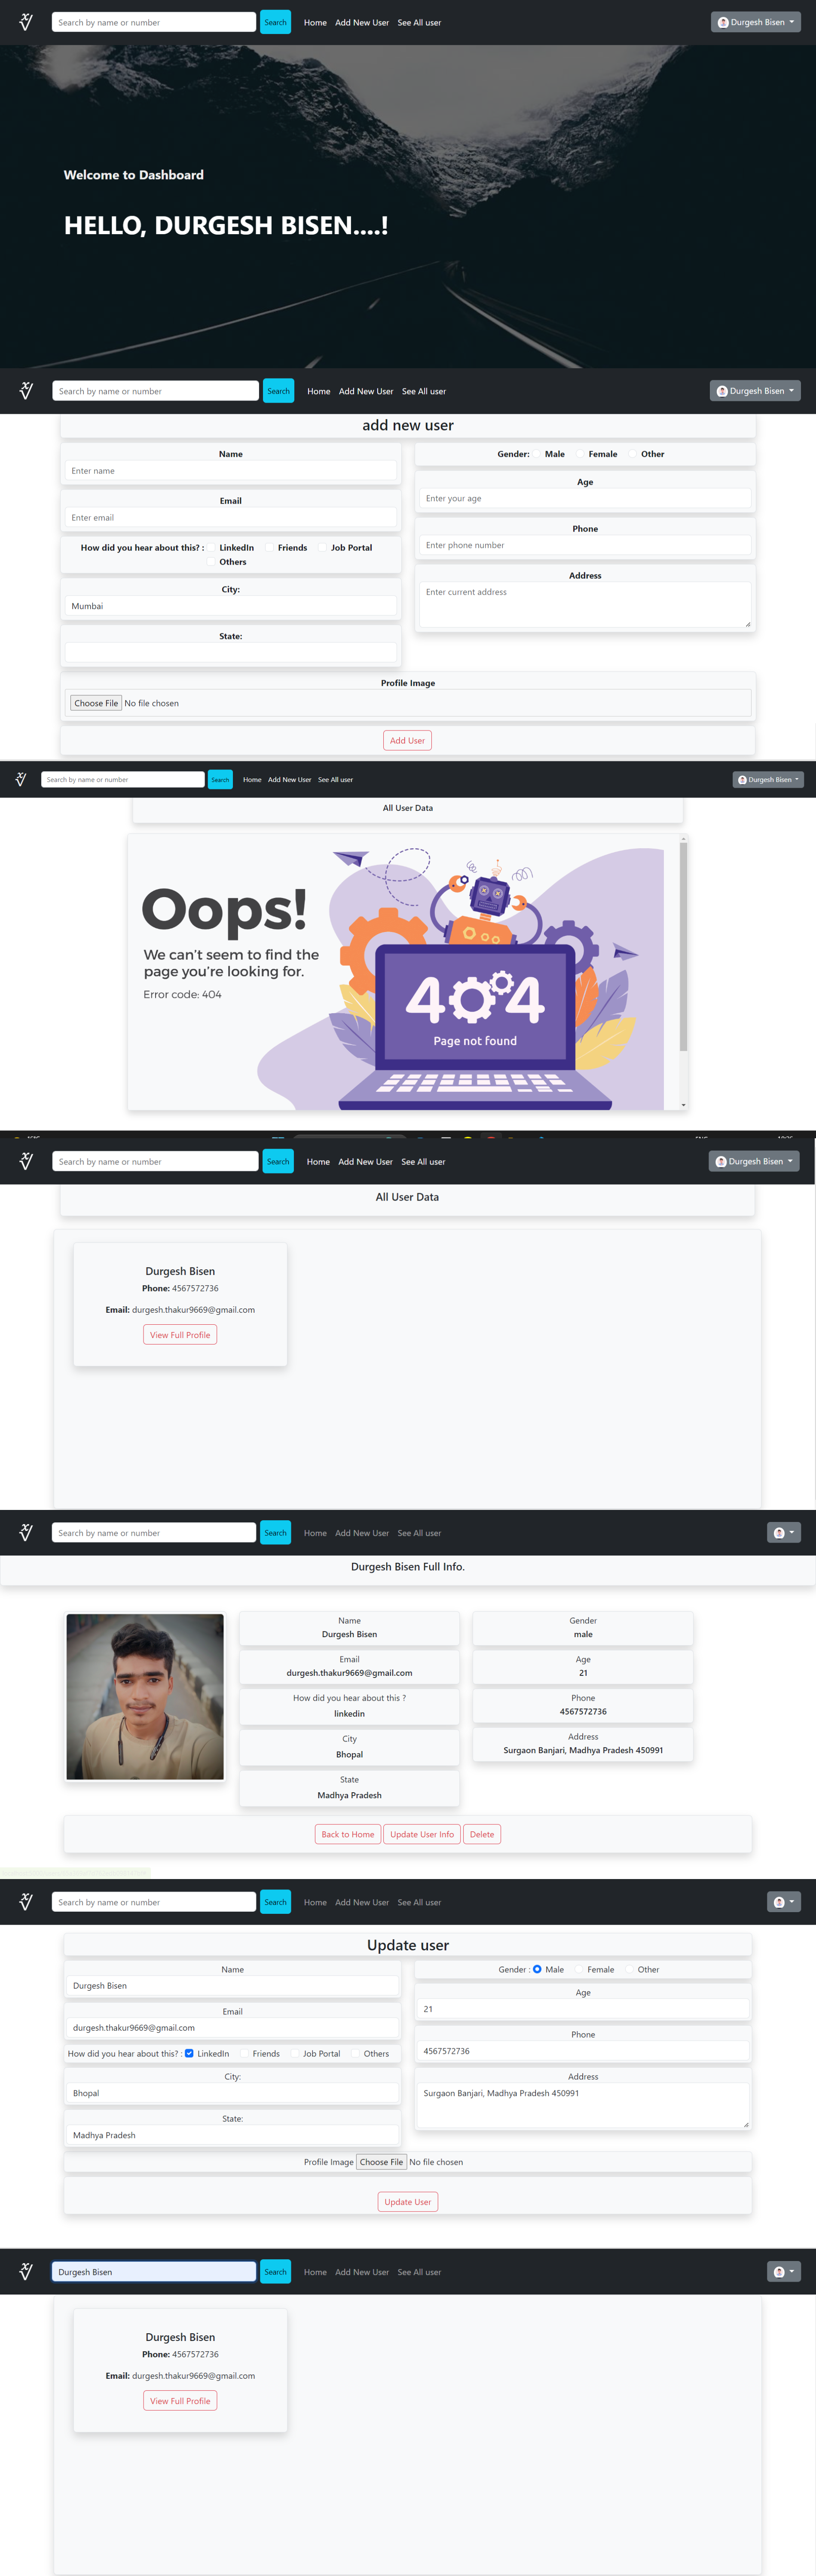 Search by name or number Search Home Add New User See All user Durgesh Bisen
Welcome to Dashboard
HELLO, DURGESH BISEN....!
Search by name or number Search Home Add New User See All user Durgesh Bisen
add new user
Name
Enter name
Gender: Male Female Other
Email
Enter email
Age
Enter your age
How did you hear about this? : LinkedIn Friends Job Portal
Others
Phone
Enter phone number
City:
Mumbai
Address
Enter current address
State:
Profile Image
Choose File No file chosen
Add User
Search by name or number Search Home Add New User See All user Durgesh Bisen
All User Data
Oops!
We can't seem to find the
page you're looking for.
Error code: 404
404
Page not found
Search by name or number Search Home Add New User See All user Durgesh Bisen
All User Data
Durgesh Bisen
Phone: 4567572736
Email: durgesh.thakur9669@gmail.com
View Full Profile
Search by name or number Search Home Add New User See All user
Durgesh Bisen Full Info.
Name
Durgesh Bisen
Gender
male
Email
durgesh.thakur9669@gmail.com
Age
21
How did you hear about this ?
linkedin
Phone
4567572736
City
Bhopal
Address
Surgaon Banjari, Madhya Pradesh 450991
State
Madhya Pradesh
Back to Home Update User Info Delete
Search by name or number Search Home Add New User See All user
Update user
Name
Durgesh Bisen
Gender : Male Female Other
Email
durgesh.thakur9669@gmail.com
Age
21
How did you hear about this? : LinkedIn Friends Job Portal Others
Phone
4567572736
City:
Bhopal
Address
Surgaon Banjari, Madhya Pradesh 450991
State:
Madhya Pradesh
Profile Image Choose File No file chosen
Update User
Durgesh Bisen Search Home Add New User See All user
Durgesh Bisen
Phone: 4567572736
Email: durgesh.thakur9669@gmail.com
View Full Profile